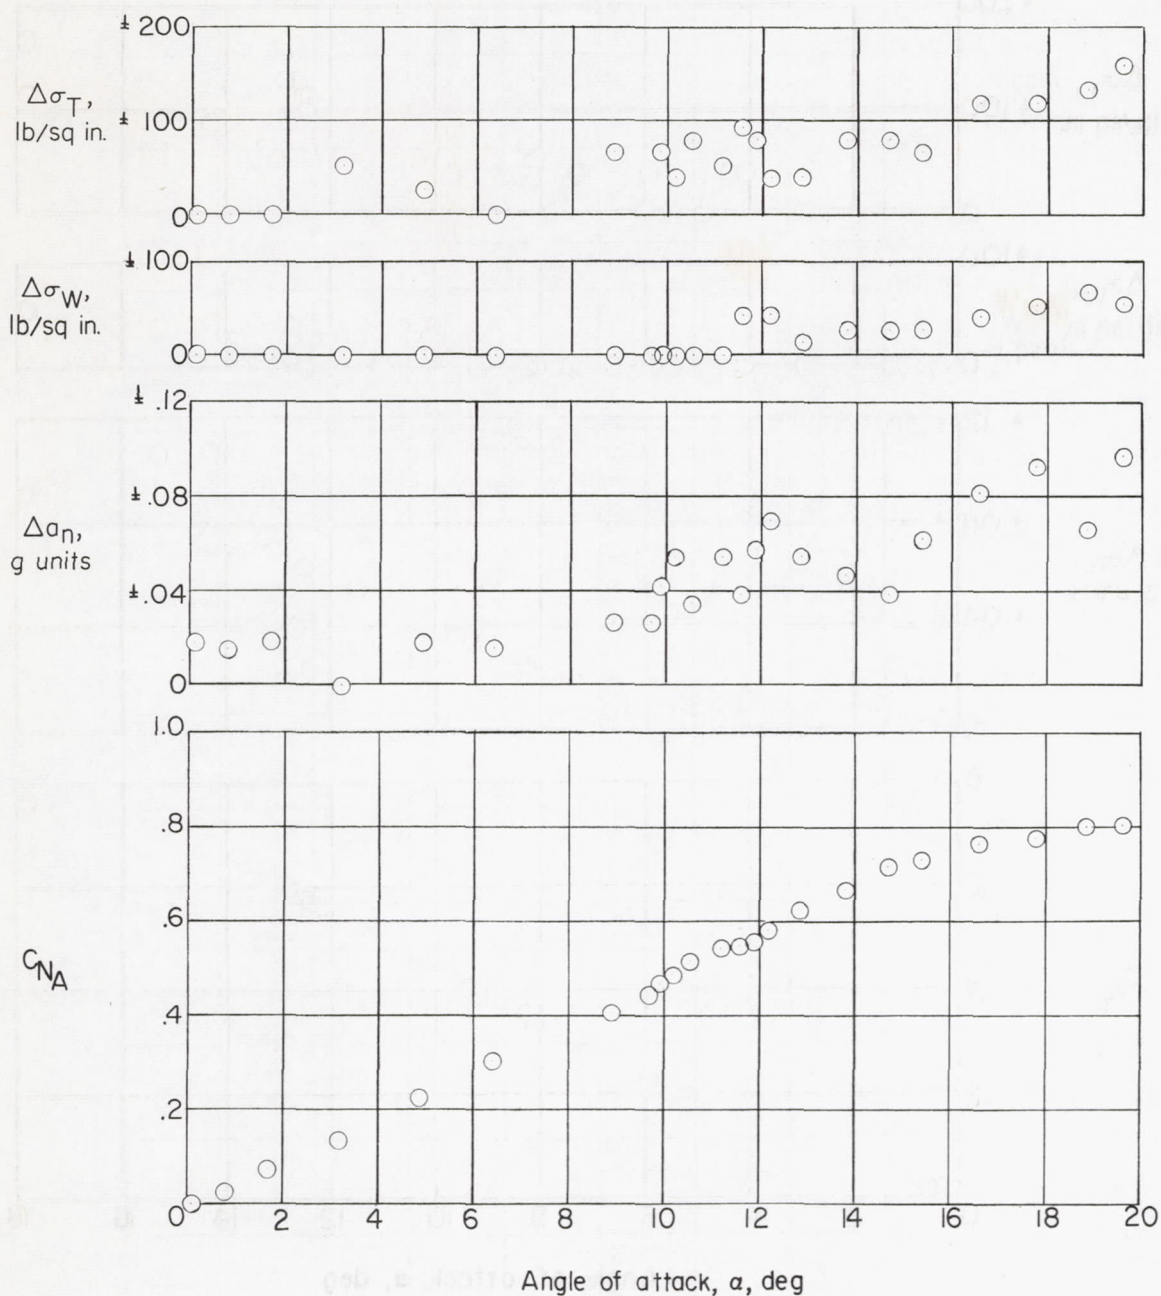 ± 200
Δσ_T,
lb/sq in.
± 100
0
± 100
Δσ_W,
lb/sq in.
0
± .12
± .08
Δa_n,
g units
± .04
0
1.0
.8
.6
C_{N_A}
.4
.2
0 2 4 6 8 10 12 14 16 18 20
Angle of attack, α, deg